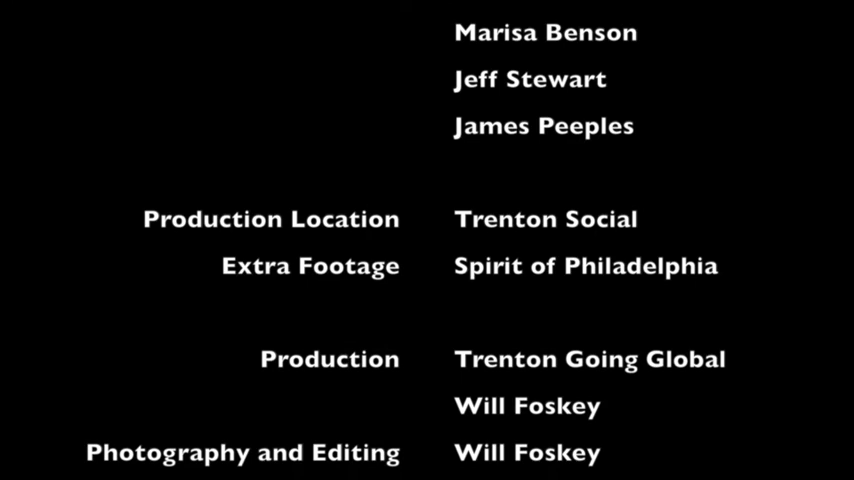 Marisa Benson
Jeff Stewart
James Peeples
Production Location Trenton Social
Extra Footage Spirit of Philadelphia
Production Trenton Going Global
Will Foskey
Photography and Editing Will Foskey